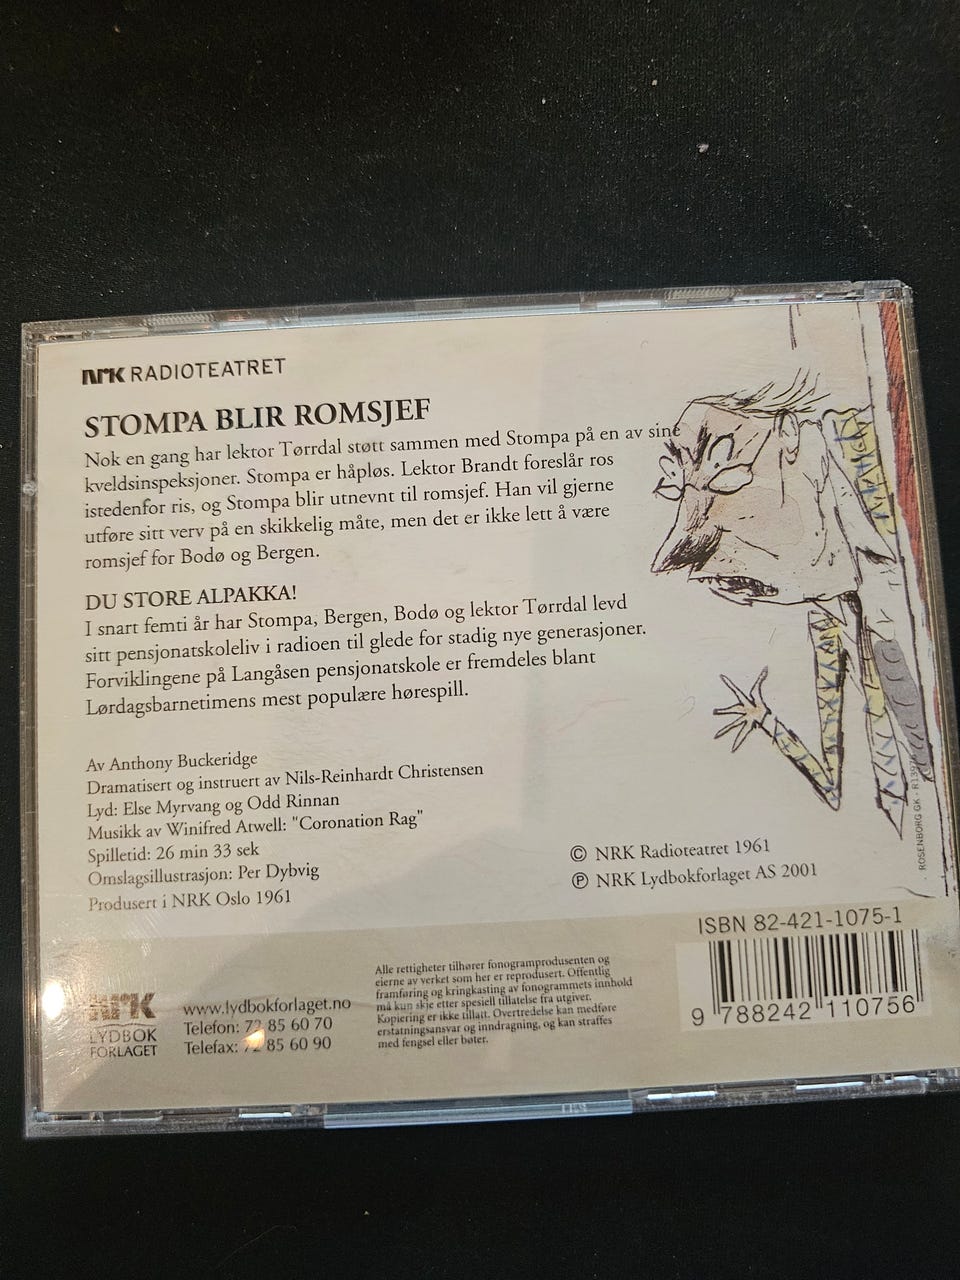 NRK RADIOTEATRET
STOMPA BLIR ROMSJEF
Nok en gang har lektor Tørrdal støtt sammen med Stompa på en av sine
kveldsinspeksjoner. Stompa er håpløs. Lektor Brandt foreslår ros
istedenfor ris, og Stompa blir utnevnt til romsjef. Han vil gjerne
utføre sitt verv på en skikkelig måte, men det er ikke lett å være
romsjef for Bodø og Bergen.
DU STORE ALPAKKA!
I snart femti år har Stompa, Bergen, Bodø og lektor Tørrdal levd
sitt pensjonatskoleliv i radioen til glede for stadig nye generasjoner.
Forviklingene på Langåsen pensjonatskole er fremdeles blant
Lørdagsbarnetimens mest populære hørespill.
Av Anthony Buckeridge
Dramatisert og instruert av Nils-Reinhardt Christensen
Lyd: Else Myrvang og Odd Rinnan
Musikk av Winifred Atwell: "Coronation Rag"
Spilletid: 26 min 33 sek
Omslagsillustrasjon: Per Dybvig
Produsert i NRK Oslo 1961
© NRK Radioteatret 1961
℗ NRK Lydbokforlaget AS 2001
ROSENBORG GK - R1397
ISBN 82-421-1075-1
9 788242 110756
NRK
LYDBOK
FORLAGET
www.lydbokforlaget.no
Telefon: 72 85 60 70
Telefax: 72 85 60 90
Alle rettigheter tilhører fonogramprodusenten og
eierne av verket som her er reprodusert. Offentlig
framføring og kringkasting av fonogrammets innhold
må kun skje etter spesiell tillatelse fra utgiver.
Kopiering er ikke tillatt. Overtredelse kan medføre
erstatningsansvar og inndragning, og kan straffes
med fengsel eller bøter.